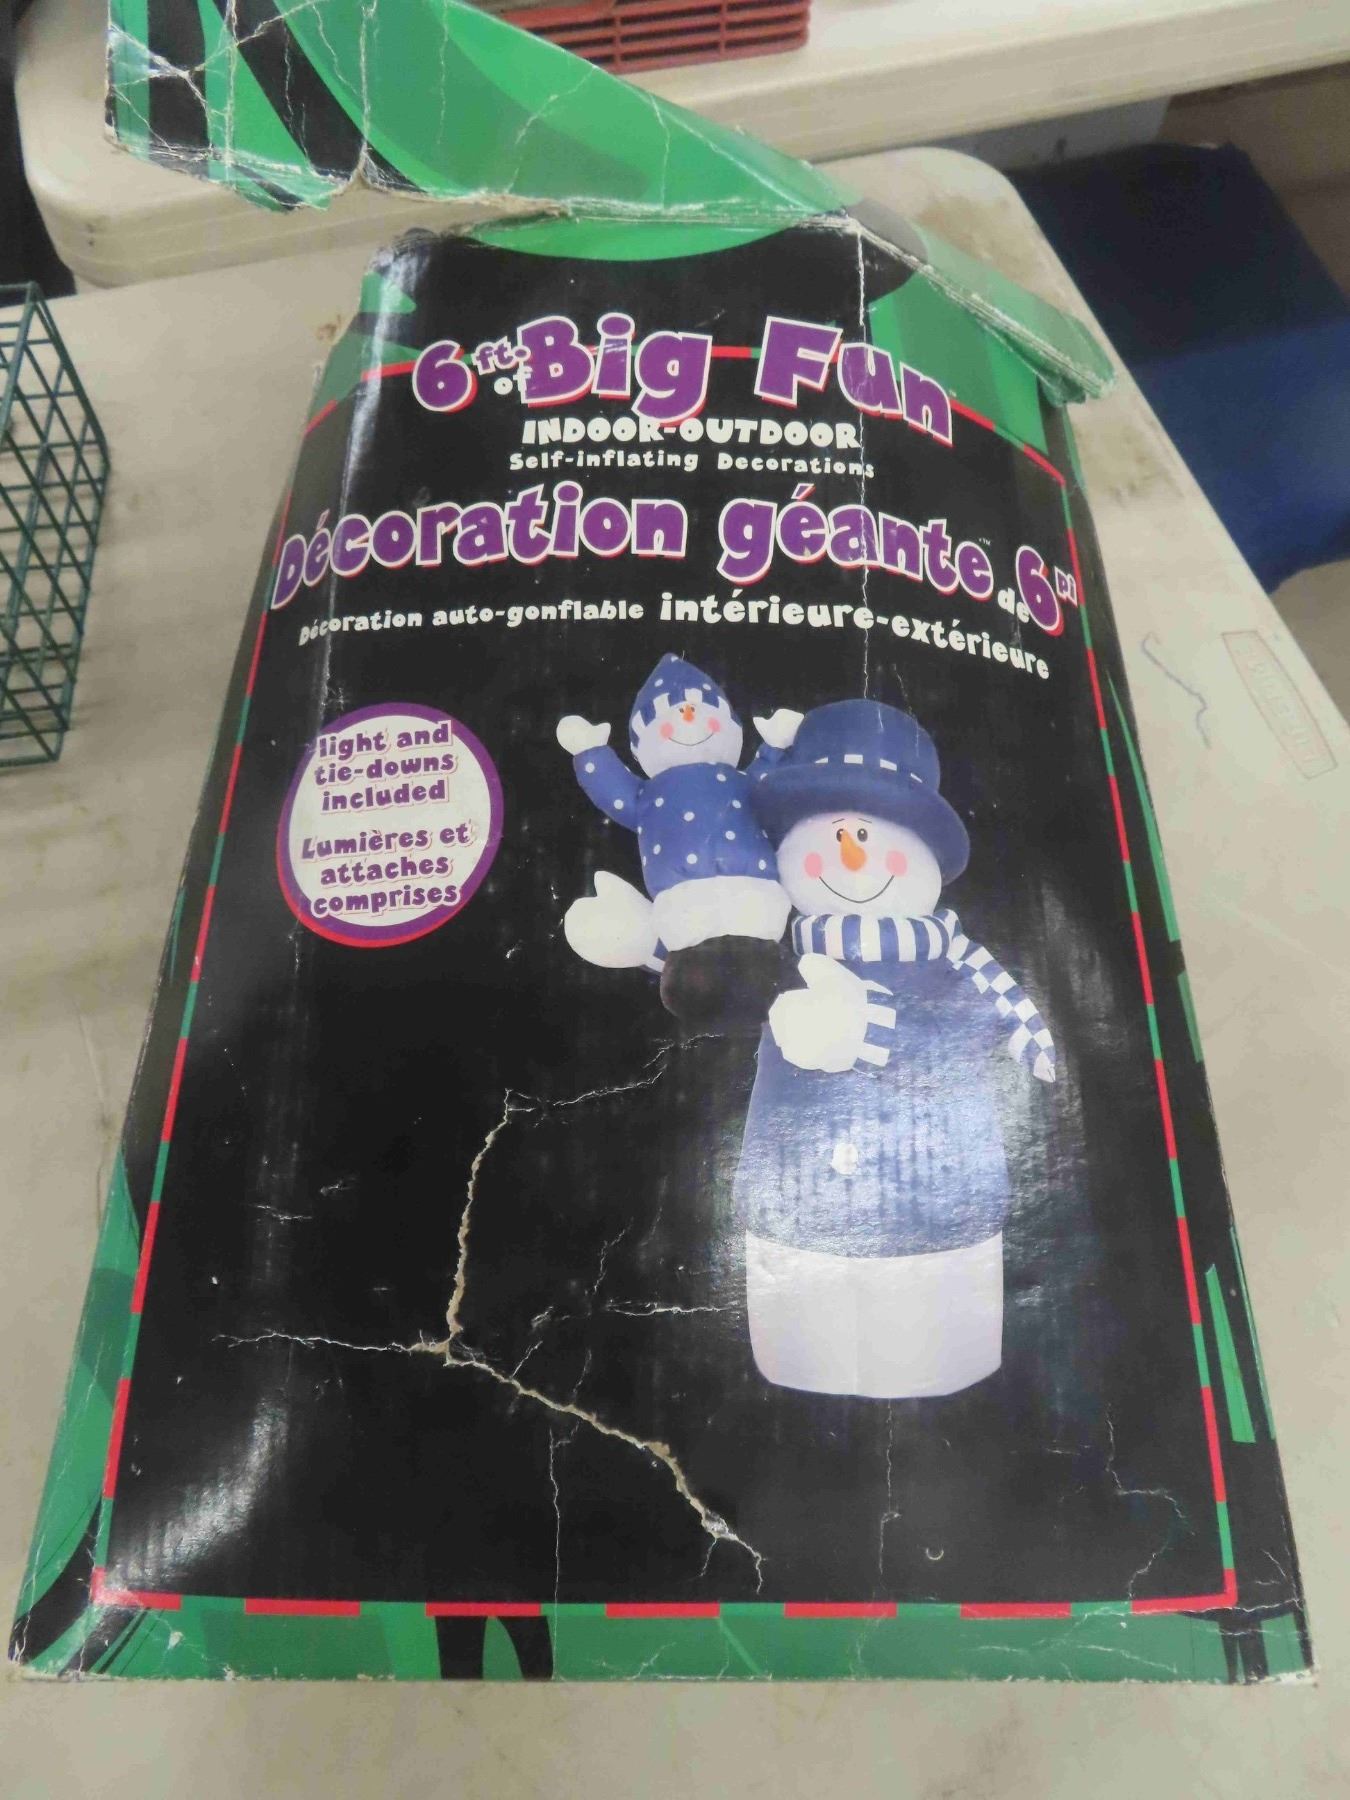 6 ft. of Big Fun
INDOOR-OUTDOOR
Self-inflating Decorations
Décoration géante™ de 6 pi
Décoration auto-gonflable intérieure-extérieure
light and
tie-downs
included
Lumières et
attaches
comprises